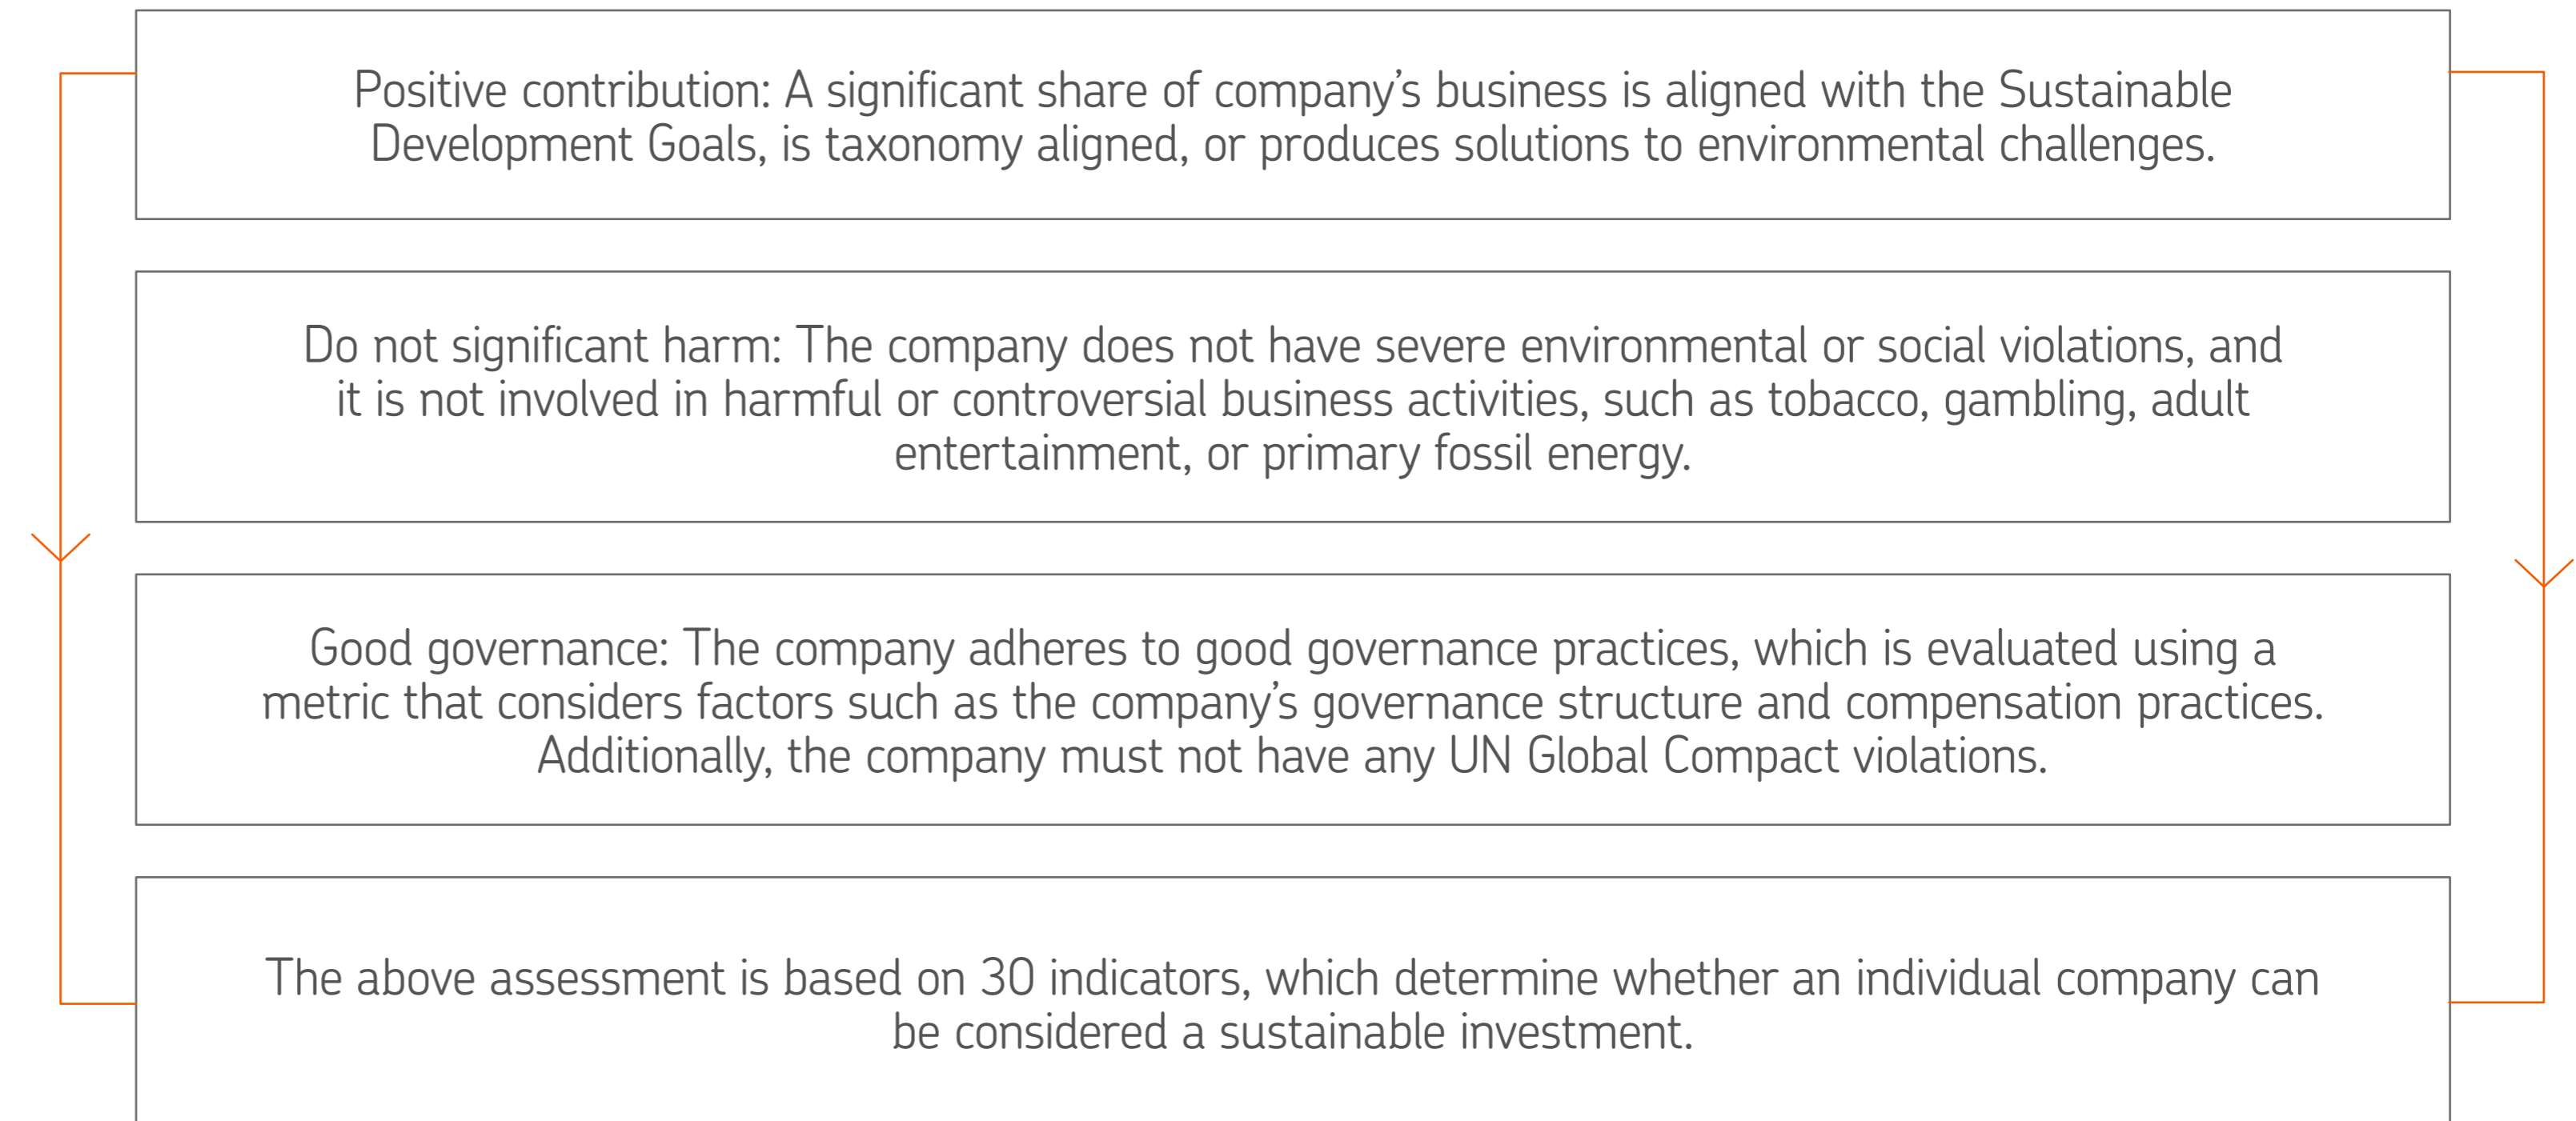 Positive contribution: A significant share of company’s business is aligned with the Sustainable
Development Goals, is taxonomy aligned, or produces solutions to environmental challenges.
Do not significant harm: The company does not have severe environmental or social violations, and
it is not involved in harmful or controversial business activities, such as tobacco, gambling, adult
entertainment, or primary fossil energy.
Good governance: The company adheres to good governance practices, which is evaluated using a
metric that considers factors such as the company’s governance structure and compensation practices.
Additionally, the company must not have any UN Global Compact violations.
The above assessment is based on 30 indicators, which determine whether an individual company can
be considered a sustainable investment.